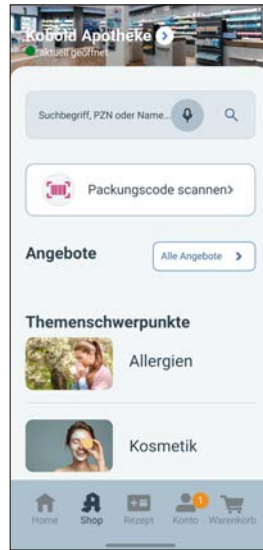 Kobold Apotheke
aktuell geöffnet
Suchbegriff, PZN oder Name...
Packungscode scannen
Angebote
Alle Angebote
Themenschwerpunkte
Allergien
Kosmetik
1
Home Shop Rezept Konto Warenkorb